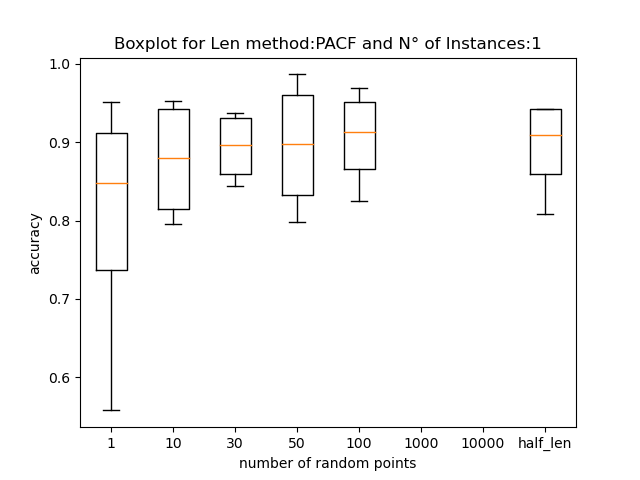 Boxplot for Len method:PACF and N° of Instances:1
1.0
0.9
0.8
0.7
0.6
accuracy
1 10 30 50 100 1000 10000 half_len
number of random points